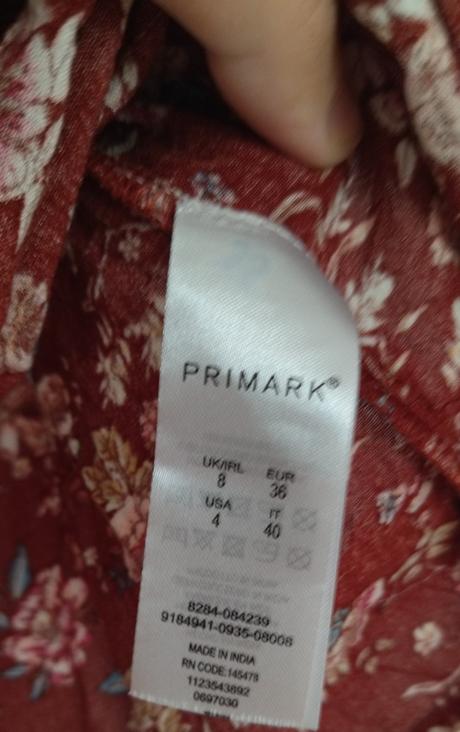 PRIMARK®
UK/IRL EUR
8 36
USA IT
4 40
8284-084239
9184941-0935-08008
MADE IN INDIA
RN CODE:145478
1123543892
0697030